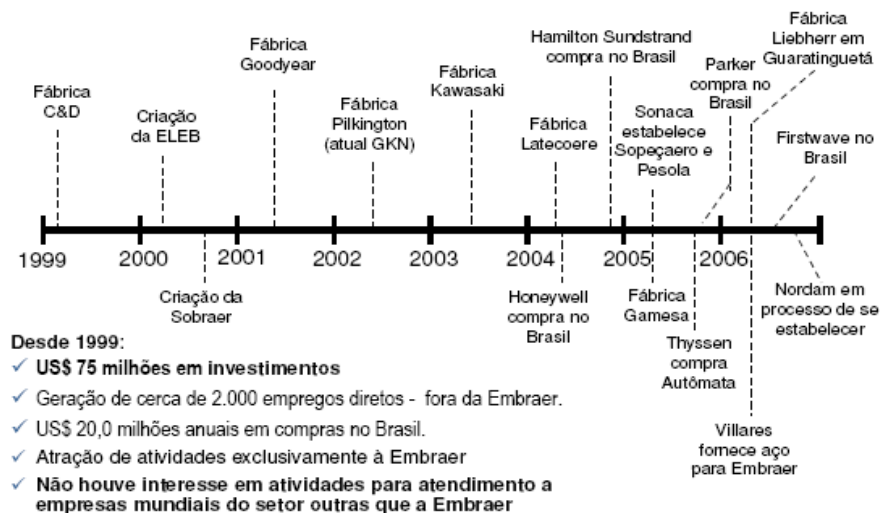 Fábrica
C&D
Criação
da ELEB
Fábrica
Goodyear
Fábrica
Pilkington
(atual GKN)
Fábrica
Kawasaki
Fábrica
Latecoere
Hamilton Sundstrand
compra no Brasil
Sonaca
estabelece
Sopeçaero e
Pesola
Parker
compra no
Brasil
Fábrica
Liebherr em
Guaratinguetá
Firstwave no
Brasil
1999
2000
2001
2002
2003
2004
2005
2006
Criação da
Sobraer
Honeywell
compra no
Brasil
Fábrica
Gamesa
Thyssen
compra
Autômata
Villares
fornece aço
para Embraer
Nordam em
processo de se
estabelecer
Desde 1999:
✓ US$ 75 milhões em investimentos
✓ Geração de cerca de 2.000 empregos diretos - fora da Embraer.
✓ US$ 20,0 milhões anuais em compras no Brasil.
✓ Atração de atividades exclusivamente à Embraer
✓ Não houve interesse em atividades para atendimento a
empresas mundiais do setor outras que a Embraer